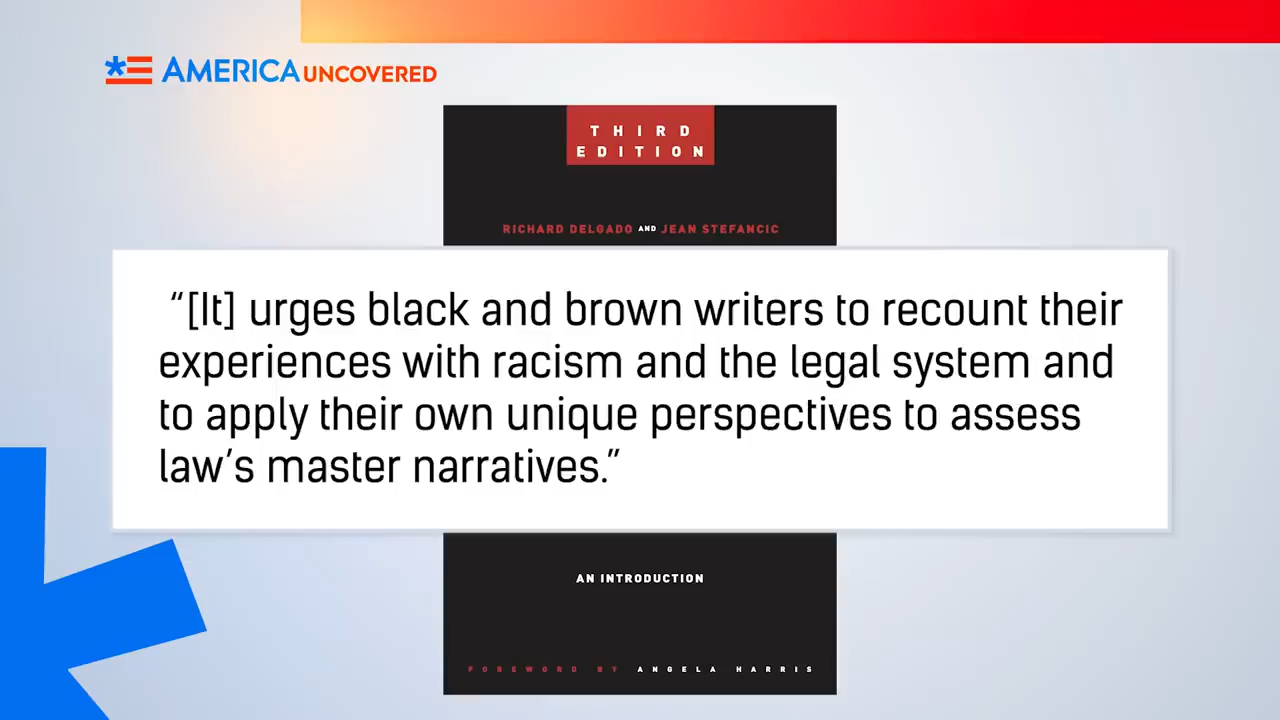 AMERICA UNCOVERED
THIRD
EDITION
RICHARD DELGADO AND JEAN STEFANCIC
“[It] urges black and brown writers to recount their
experiences with racism and the legal system and
to apply their own unique perspectives to assess
law’s master narratives.”
AN INTRODUCTION
FOREWORD BY ANGELA HARRIS